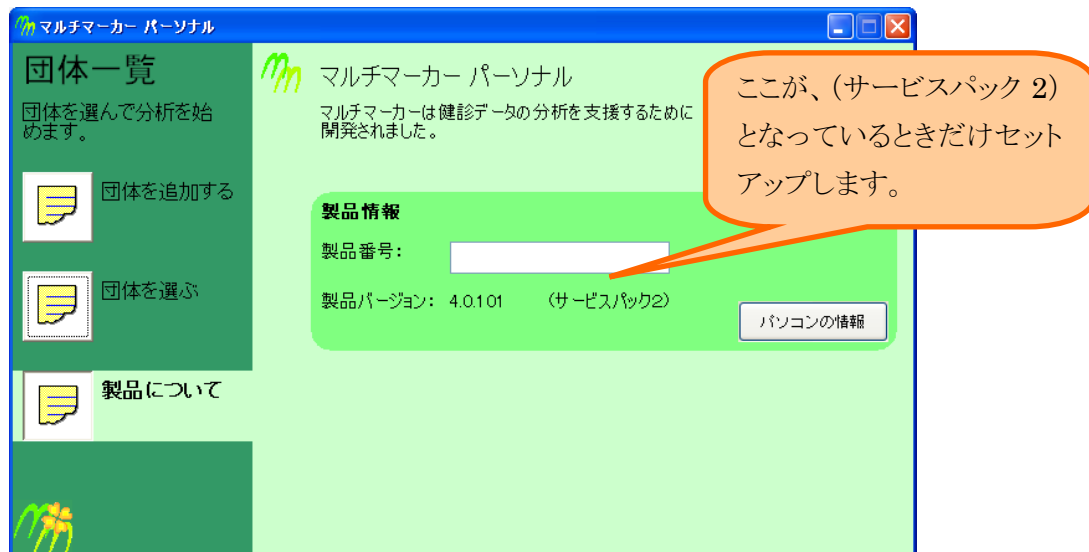 マルチマーカー パーソナル
団体一覧
団体を選んで分析を始
めます。
団体を追加する
団体を選ぶ
製品について
マルチマーカー パーソナル
マルチマーカーは健診データの分析を支援するために
開発されました。
ここが、(サービスパック 2)
となっているときだけセット
アップします。
製品情報
製品番号:
製品バージョン: 4.0.101 (サービスパック2)
パソコンの情報